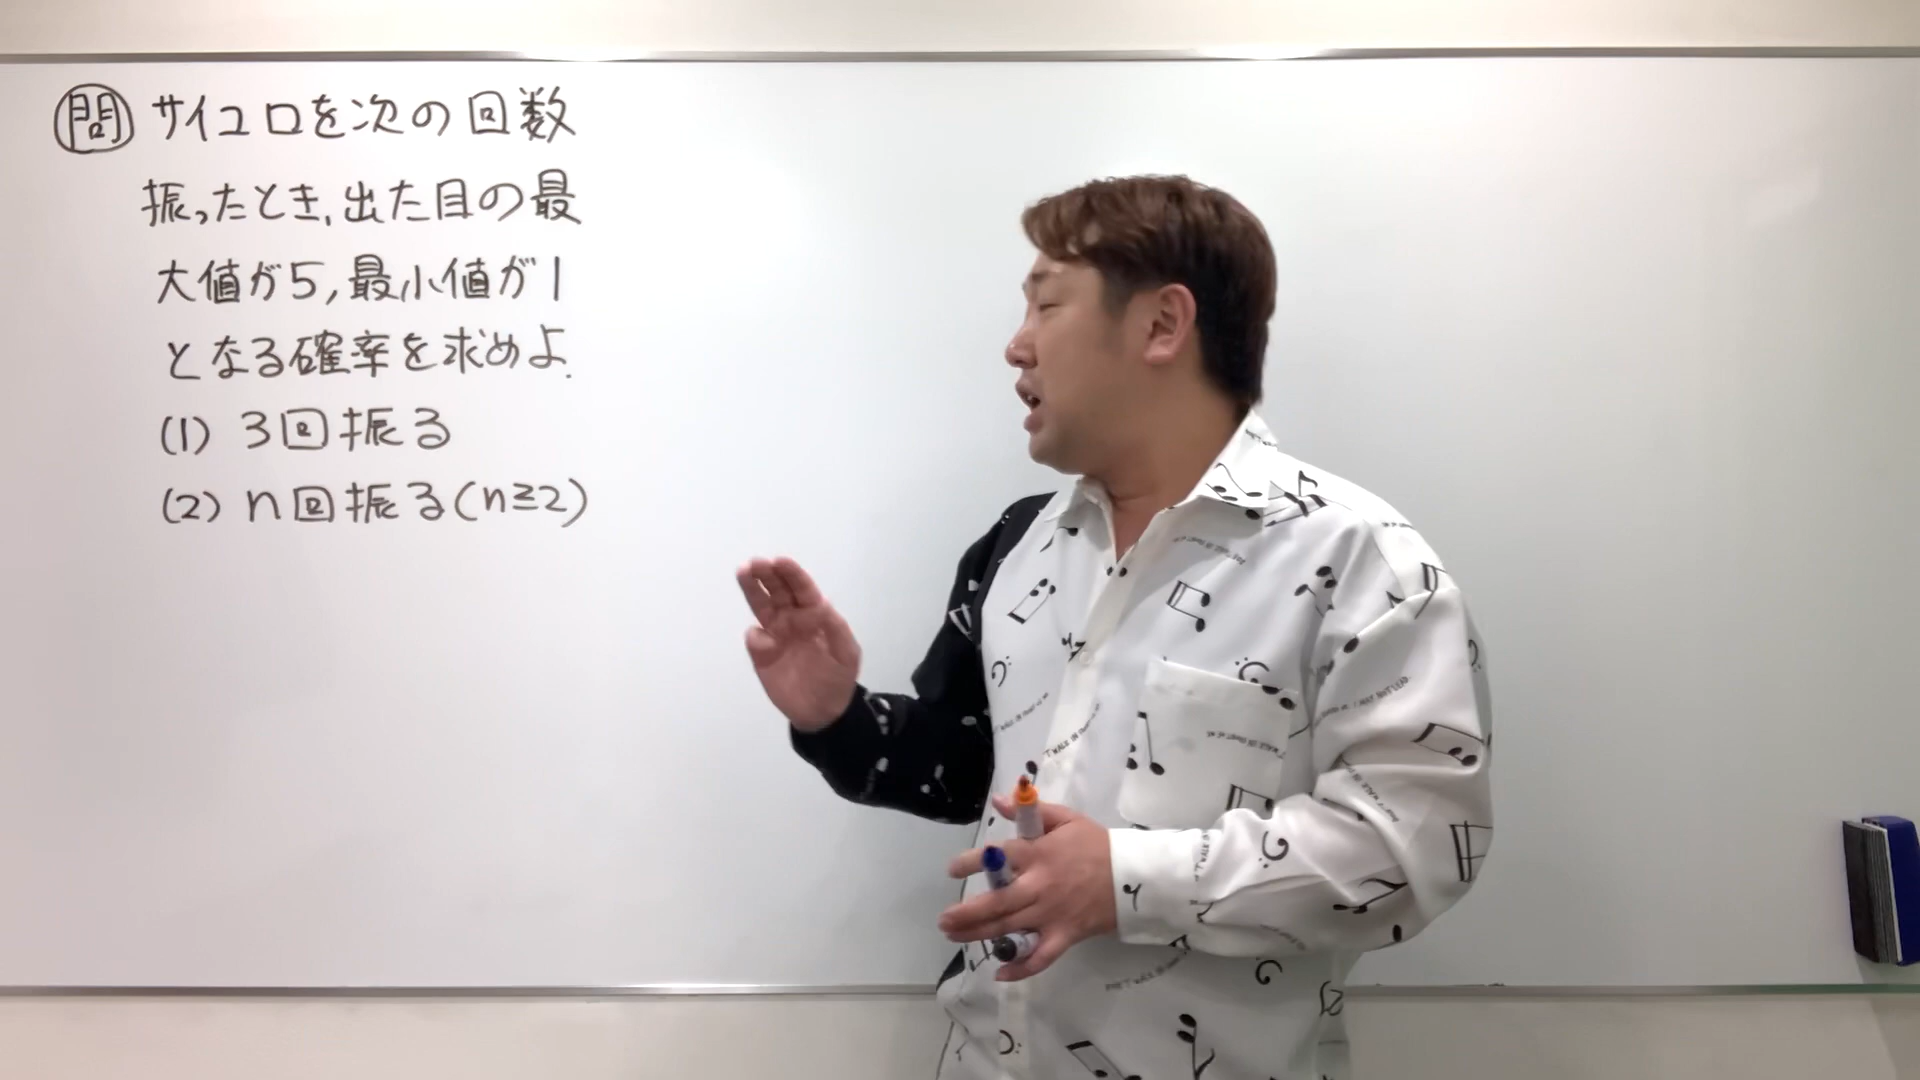 問 サイコロを次の回数
振ったとき,出た目の最
大値が5,最小値が1
となる確率を求めよ.
(1) 3回振る
(2) n回振る(n≧2)